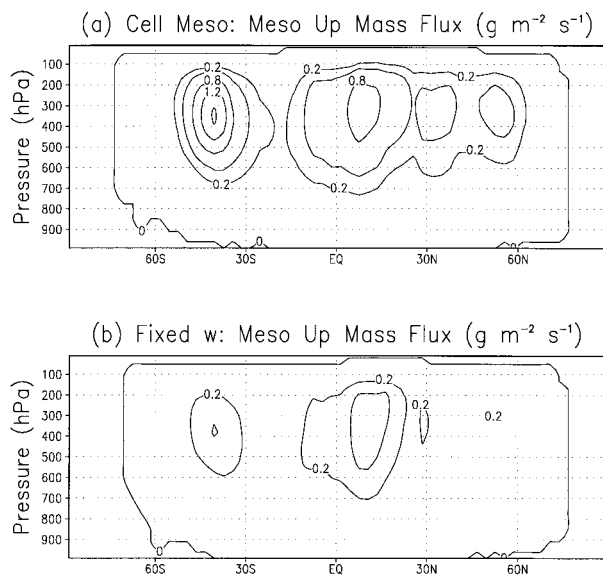 (a) Cell Meso: Meso Up Mass Flux (g m⁻² s⁻¹)
Pressure (hPa)
100
200
300
400
500
600
700
800
900
0.2
0.8
1.2
0.2
0.2
0.8
0.2
0.2
0.2
0
0
0
60S
30S
EQ
30N
60N
(b) Fixed w: Meso Up Mass Flux (g m⁻² s⁻¹)
Pressure (hPa)
100
200
300
400
500
600
700
800
900
0.2
0.2
0.2
0.2
0
0
60S
30S
EQ
30N
60N